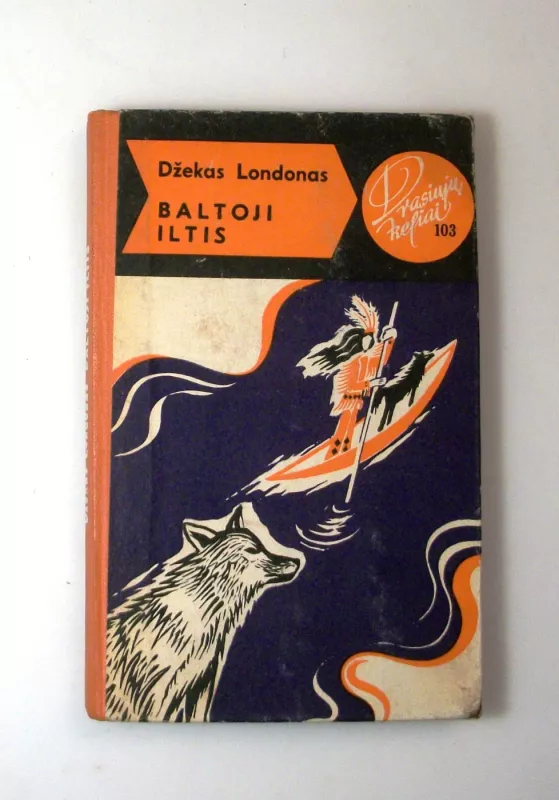 Džekas Londonas
BALTOJI
ILTIS
Drąsiųjų
keliai
103